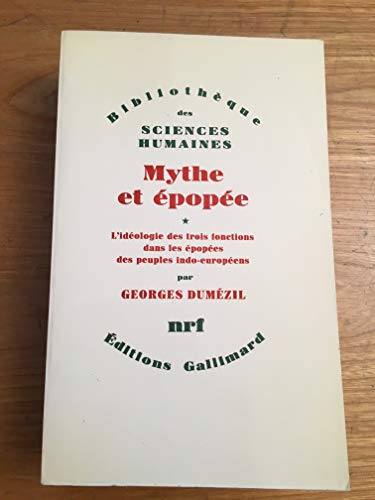 Bibliothèque
des
SCIENCES
HUMAINES
Mythe
et épopée
*
L'idéologie des trois fonctions
dans les épopées
des peuples indo-européens
par
GEORGES DUMÉZIL
nrf
Éditions Gallimard